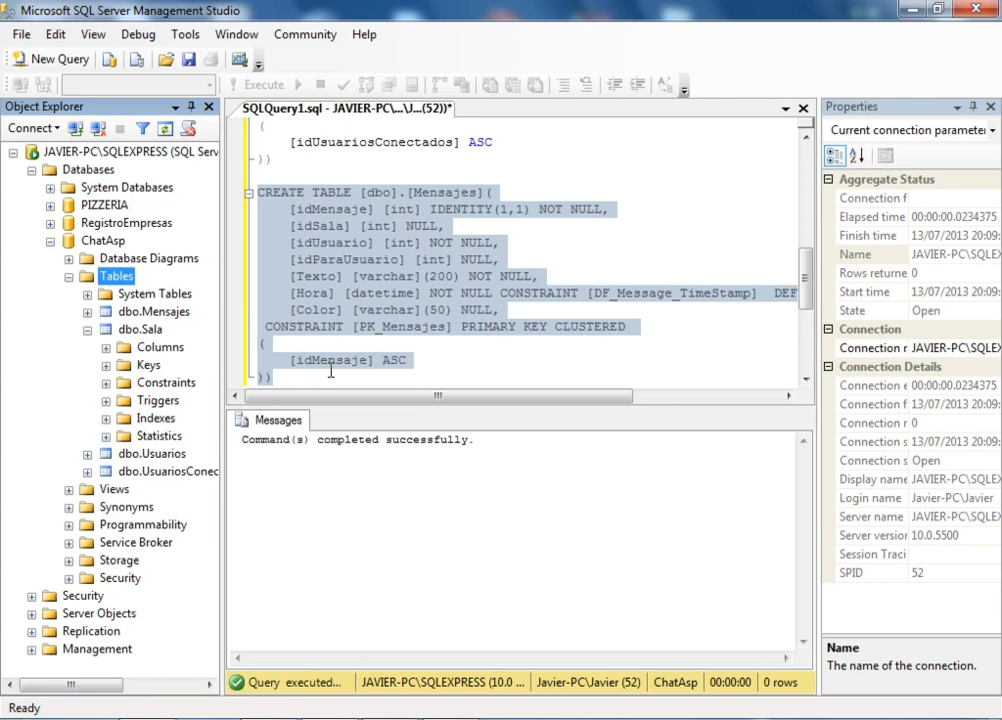 Microsoft SQL Server Management Studio
File Edit View Debug Tools Window Community Help
New Query
Execute
Object Explorer
Connect
JAVIER-PC\SQLEXPRESS (SQL Serv
Databases
System Databases
PIZZERIA
RegistroEmpresas
ChatAsp
Database Diagrams
Tables
System Tables
dbo.Mensajes
dbo.Sala
Columns
Keys
Constraints
Triggers
Indexes
Statistics
dbo.Usuarios
dbo.UsuariosConec
Views
Synonyms
Programmability
Service Broker
Storage
Security
Security
Server Objects
Replication
Management
SQLQuery1.sql - JAVIER-PC\...\J...(52))*
(
[idUsuariosConectados] ASC
))
CREATE TABLE [dbo].[Mensajes](
[idMensaje] [int] IDENTITY(1,1) NOT NULL,
[idSala] [int] NULL,
[idUsuario] [int] NOT NULL,
[idParaUsuario] [int] NULL,
[Texto] [varchar](200) NOT NULL,
[Hora] [datetime] NOT NULL CONSTRAINT [DF_Message_TimeStamp] DEF
[Color] [varchar](50) NULL,
CONSTRAINT [PK_Mensajes] PRIMARY KEY CLUSTERED
(
[idMensaje] ASC
))
Messages
Command(s) completed successfully.
Query executed... JAVIER-PC\SQLEXPRESS (10.0 ... Javier-PC\Javier (52) ChatAsp 00:00:00 0 rows
Properties
Current connection parameter
Aggregate Status
Connection f
Elapsed time 00:00:00.0234375
Finish time 13/07/2013 20:09:
Name JAVIER-PC\SQLEX
Rows returne 0
Start time 13/07/2013 20:09:
State Open
Connection
Connection n JAVIER-PC\SQLEX
Connection Details
Connection e 00:00:00.0234375
Connection f 13/07/2013 20:09:
Connection r 0
Connection s 13/07/2013 20:09:
Connection s Open
Display name JAVIER-PC\SQLEX
Login name Javier-PC\Javier
Server name JAVIER-PC\SQLEX
Server version 10.0.5500
Session Traci
SPID 52
Name
The name of the connection.
Ready